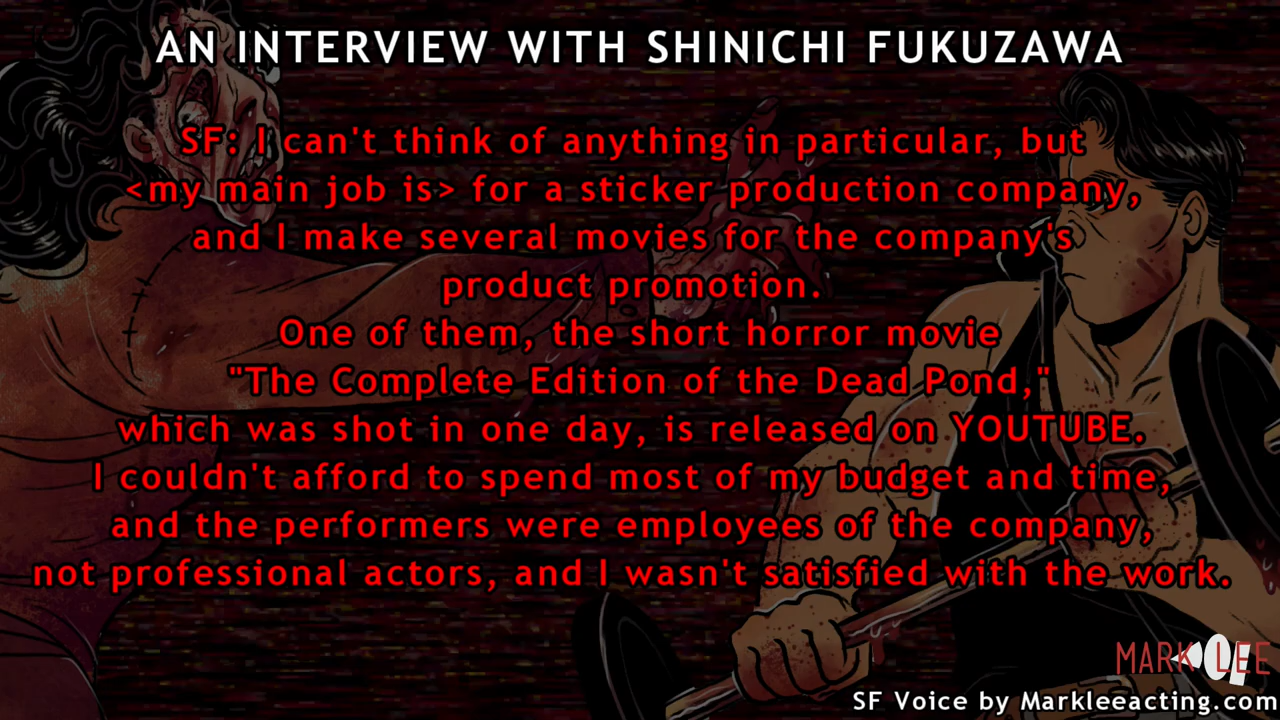 AN INTERVIEW WITH SHINICHI FUKUZAWA
SF: I can't think of anything in particular, but
<my main job is> for a sticker production company,
and I make several movies for the company's
product promotion.
One of them, the short horror movie
"The Complete Edition of the Dead Pond,"
which was shot in one day, is released on YOUTUBE.
I couldn't afford to spend most of my budget and time,
and the performers were employees of the company,
not professional actors, and I wasn't satisfied with the work.
MARK LEE
SF Voice by Markleeacting.com